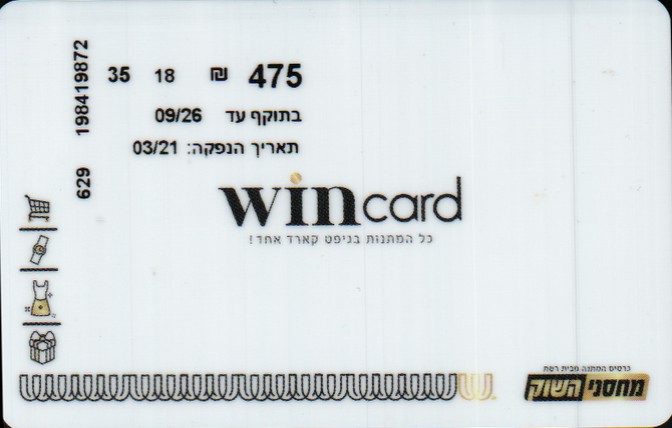 475 ₪ 18 35
בתוקף עד 09/26
תאריך הנפקה: 03/21
198419872
629
wincard
כל המתנות בגיפט קארד אחד!
כרטיס המתנה מבית רשת
מחסני השוק